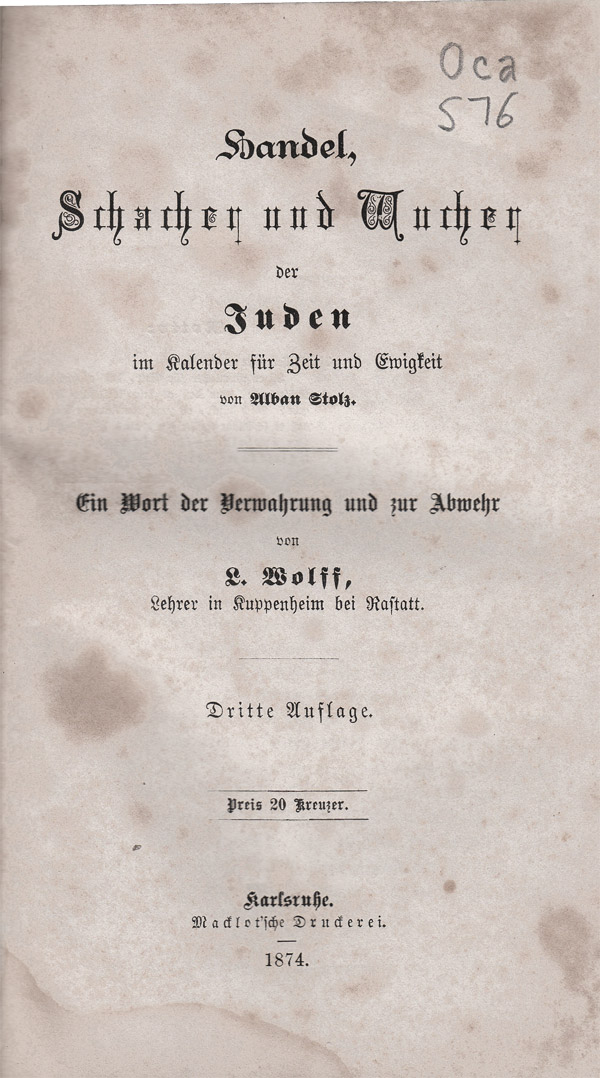 Oca
576
Handel,
Schacher und Wucher
der
Juden
im Kalender für Zeit und Ewigkeit
von Alban Stolz.
Ein Wort der Verwahrung und zur Abwehr
von
L. Wolff,
Lehrer in Kuppenheim bei Rastatt.
Dritte Auflage.
Preis 20 Kreuzer.
Karlsruhe.
Macklot'sche Druckerei.
1874.